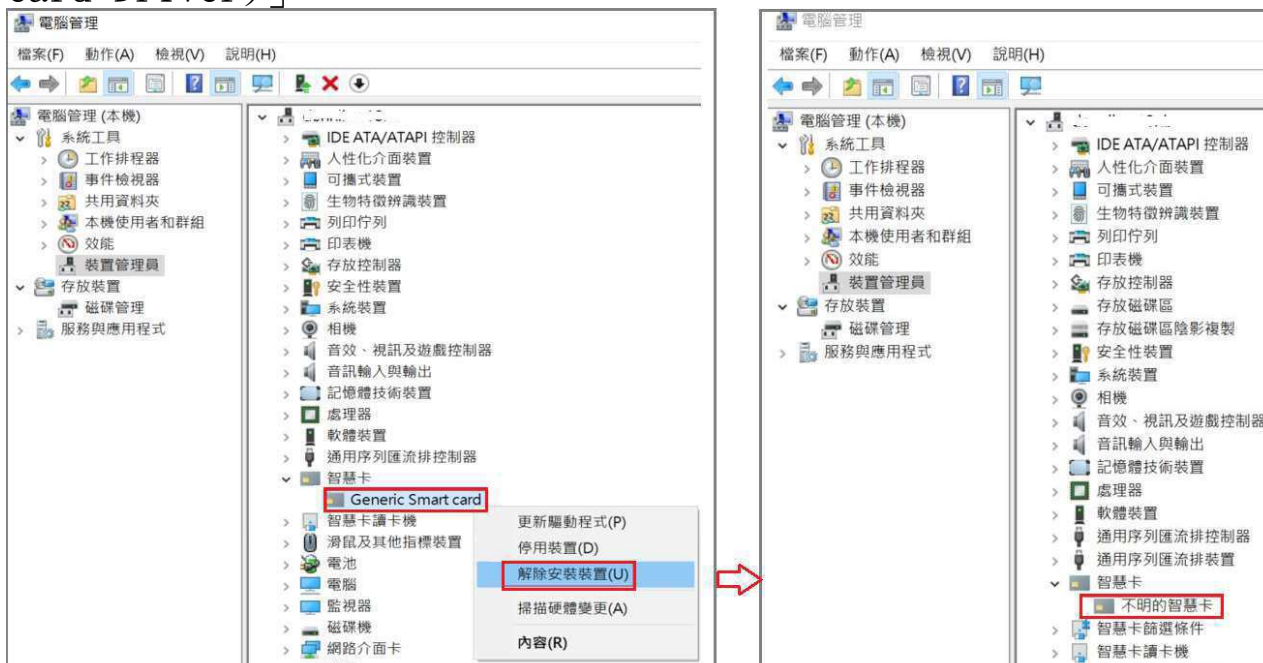 card Driver)」
電腦管理
檔案(F) 動作(A) 檢視(V) 說明(H)
電腦管理 (本機)
系統工具
工作排程器
事件檢視器
共用資料夾
本機使用者和群組
效能
裝置管理員
存放裝置
磁碟管理
服務與應用程式
IDE ATA/ATAPI 控制器
人性化介面裝置
可攜式裝置
生物特徵辨識裝置
列印佇列
印表機
存放控制器
安全性裝置
系統裝置
相機
音效、視訊及遊戲控制器
音訊輸入與輸出
記憶體技術裝置
處理器
軟體裝置
通用序列匯流排控制器
智慧卡
Generic Smart card
智慧卡讀卡機
滑鼠及其他指標裝置
電池
電腦
監視器
磁碟機
網路介面卡
更新驅動程式(P)
停用裝置(D)
解除安裝裝置(U)
掃描硬體變更(A)
內容(R)
電腦管理
檔案(F) 動作(A) 檢視(V) 說明(H)
電腦管理 (本機)
系統工具
工作排程器
事件檢視器
共用資料夾
本機使用者和群組
效能
裝置管理員
存放裝置
磁碟管理
服務與應用程式
IDE ATA/ATAPI 控制器
人性化介面裝置
可攜式裝置
生物特徵辨識裝置
列印佇列
印表機
存放控制器
存放磁碟區
存放磁碟區陰影複製
安全性裝置
系統裝置
相機
音效、視訊及遊戲控制器
音訊輸入與輸出
記憶體技術裝置
處理器
軟體裝置
通用序列匯流排控制器
通用序列匯流排裝置
智慧卡
不明的智慧卡
智慧卡篩選條件
智慧卡讀卡機